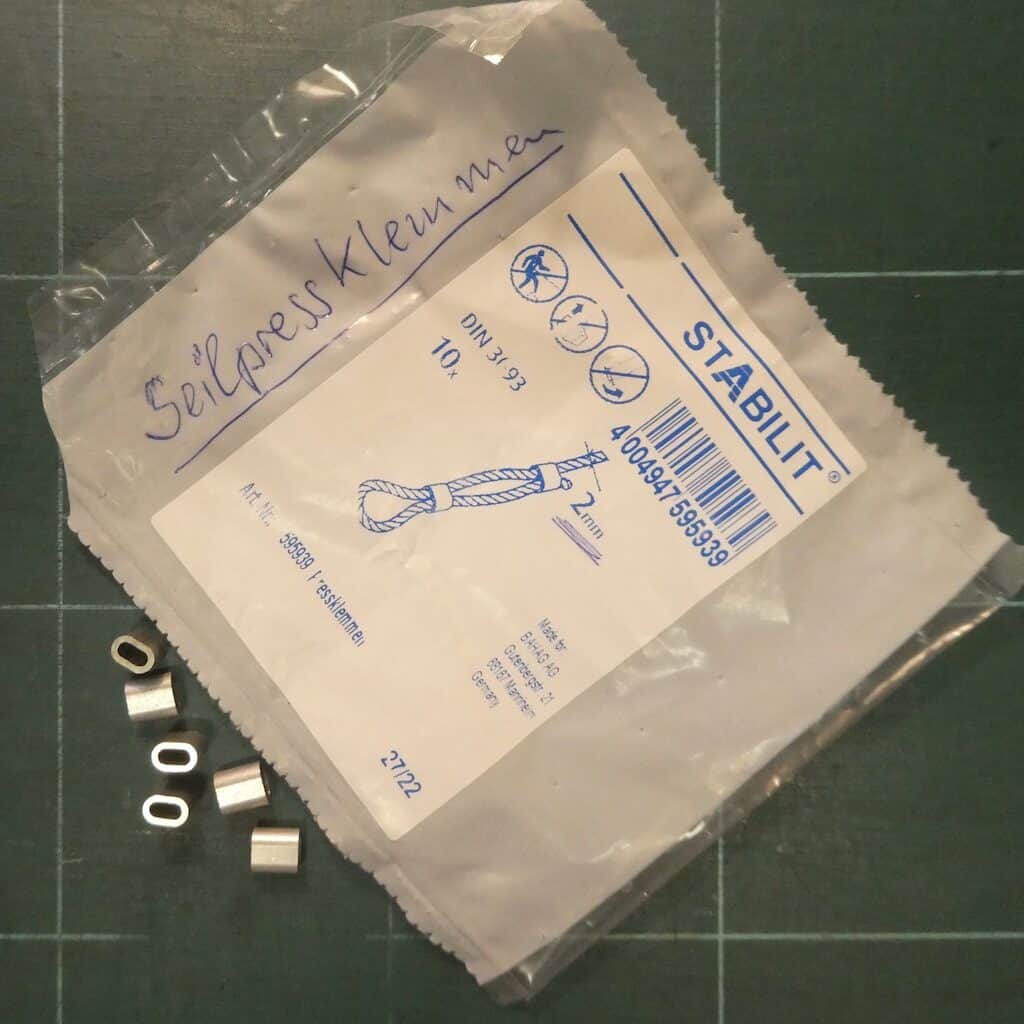 Seilpressklemmen
STABILIT®
4 004947 595939
DIN 3093
10x
2mm
Art.-Nr.: 595939 Pressklemmen
Made for
BAHAG AG
Gutenbergstr. 21
68167 Mannheim
Germany
27/22